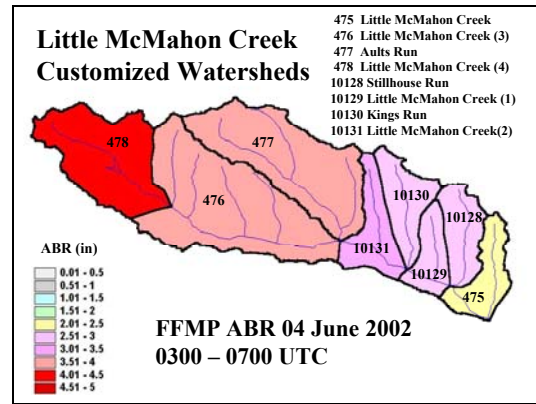 Little McMahon Creek
Customized Watersheds
475 Little McMahon Creek
476 Little McMahon Creek (3)
477 Aults Run
478 Little McMahon Creek (4)
10128 Stillhouse Run
10129 Little McMahon Creek (1)
10130 Kings Run
10131 Little McMahon Creek(2)
478
477
476
10130
10128
10131
10129
475
ABR (in)
0.01 - 0.5
0.51 - 1
1.01 - 1.5
1.51 - 2
2.01 - 2.5
2.51 - 3
3.01 - 3.5
3.51 - 4
4.01 - 4.5
4.51 - 5
FFMP ABR 04 June 2002
0300 – 0700 UTC